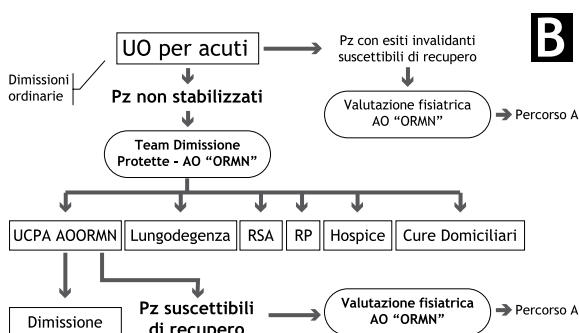 B
UO per acuti
Pz con esiti invalidanti
suscettibili di recupero
Dimissioni
ordinarie
Pz non stabilizzati
Valutazione fisiatrica
AO “ORMN”
Percorso A
Team Dimissione
Protette - AO “ORMN”
UCPA AOORMN
Lungodegenza
RSA
RP
Hospice
Cure Domiciliari
Dimissione
Pz suscettibili
di recupero
Valutazione fisiatrica
AO “ORMN”
Percorso A